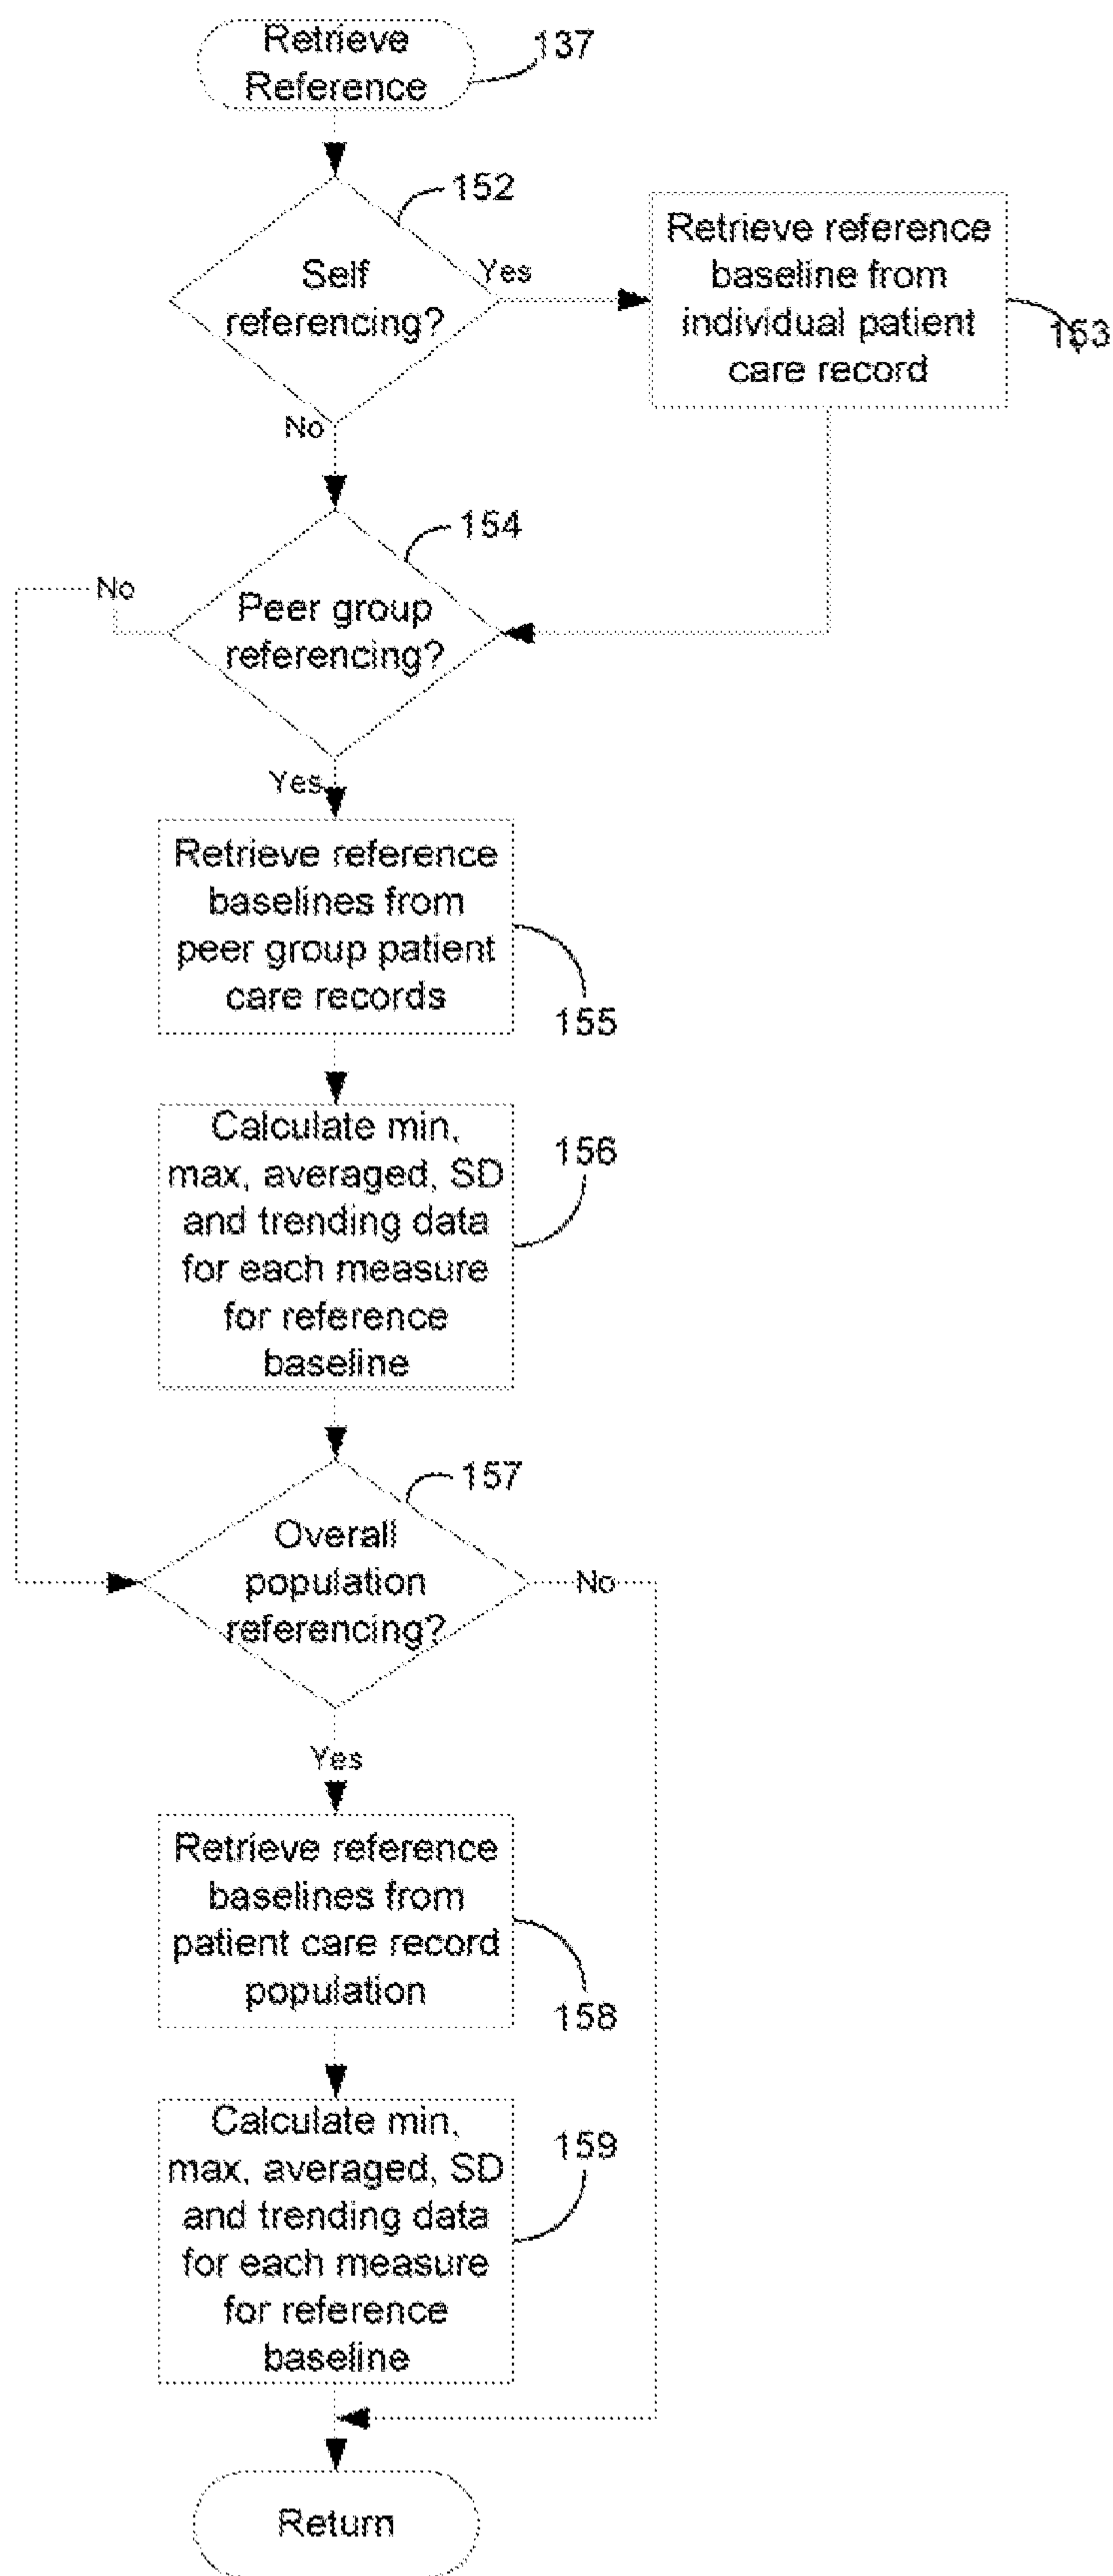 Retrieve
Reference
137
152
Self
referencing?
Yes
Retrieve reference
baseline from
individual patient
care record
153
No
154
No
Peer group
referencing?
Yes
Retrieve reference
baselines from
peer group patient
care records
155
Calculate min,
max, averaged, SD
and trending data
for each measure
for reference
baseline
156
157
Overall
population
referencing?
No
Yes
Retrieve reference
baselines from
patient care record
population
158
Calculate min,
max, averaged, SD
and trending data
for each measure
for reference
baseline
159
Return